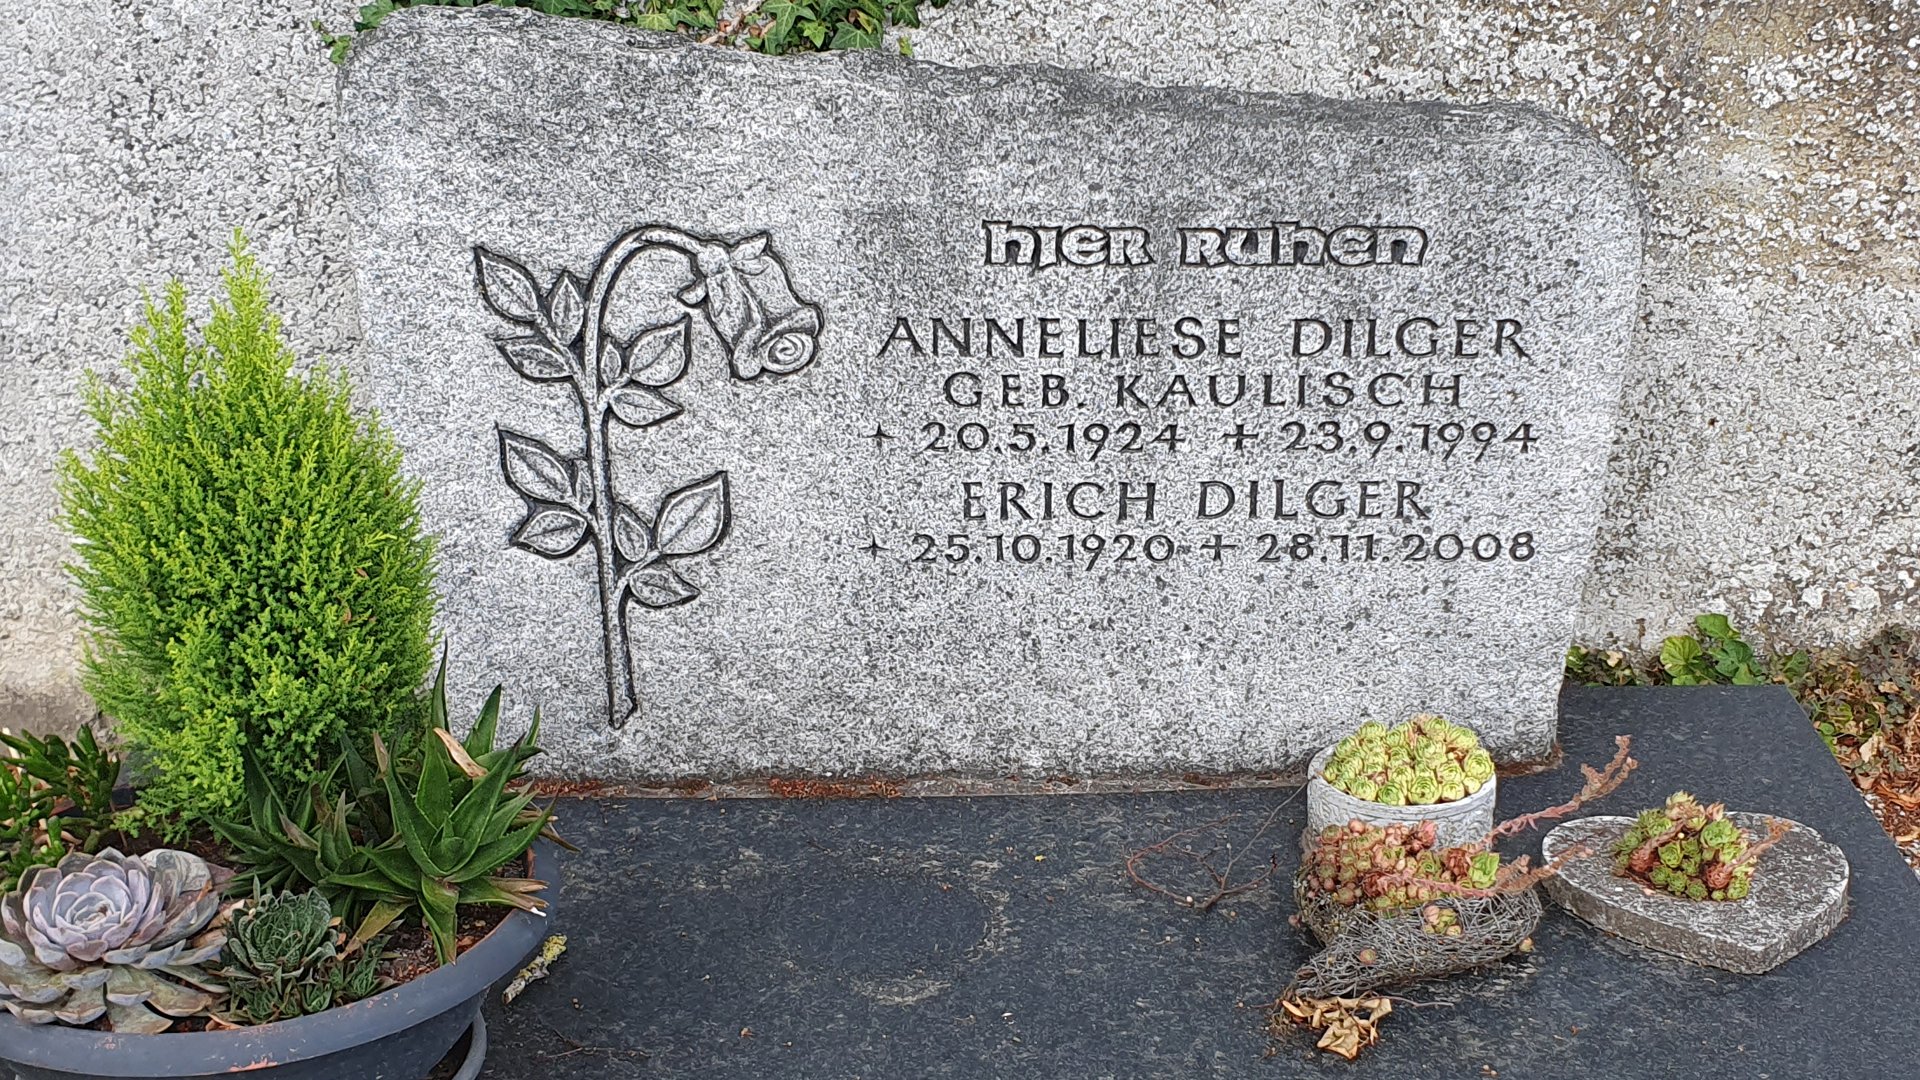 hier ruhen
ANNELIESE DILGER
GEB. KAULISCH
✦ 20.5.1924 + 23.9.1994
ERICH DILGER
✦ 25.10.1920 + 28.11.2008